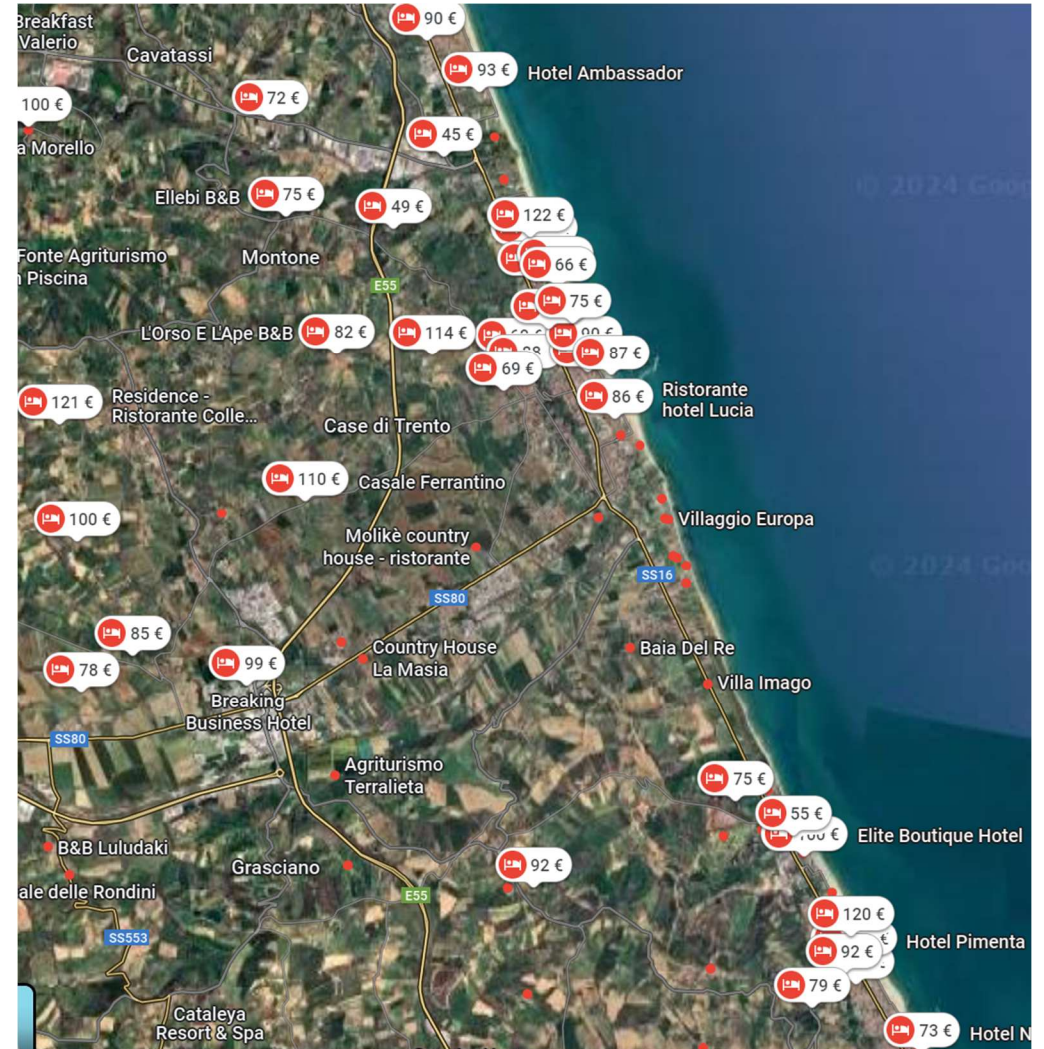 Breakfast
Valerio
Cavatassi
90 €
93 €
Hotel Ambassador
72 €
100 €
a Morello
45 €
Ellebi B&B
75 €
49 €
122 €
Fonte Agriturismo
n Piscina
Montone
66 €
E55
75 €
L'Orso E L'Ape B&B
82 €
114 €
90 €
87 €
69 €
121 €
Residence -
Ristorante Colle...
86 €
Ristorante
hotel Lucia
Case di Trento
110 €
Casale Ferrantino
100 €
Villaggio Europa
Molikè country
house - ristorante
SS16
SS80
85 €
78 €
99 €
Country House
La Masia
Baia Del Re
Villa Imago
Breaking
Business Hotel
SS80
Agriturismo
Terralieta
75 €
55 €
100 €
Elite Boutique Hotel
B&B Luludaki
Grasciano
92 €
ale delle Rondini
E55
120 €
SS553
92 €
Hotel Pimenta
79 €
Cataleya
Resort & Spa
73 €
Hotel N
© 2024 Goo
© 2024 Goo